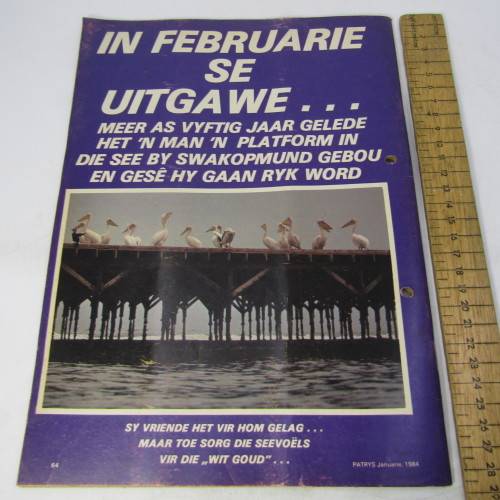 IN FEBRUARIE
SE
UITGAWE...
MEER AS VYFTIG JAAR GELEDE
HET 'N MAN 'N PLATFORM IN
DIE SEE BY SWAKOPMUND GEBOU
EN GESÊ HY GAAN RYK WORD
SY VRIENDE HET VIR HOM GELAG...
MAAR TOE SORG DIE SEEVOËLS
VIR DIE „WIT GOUD"...
64
PATRYS Januarie, 1984